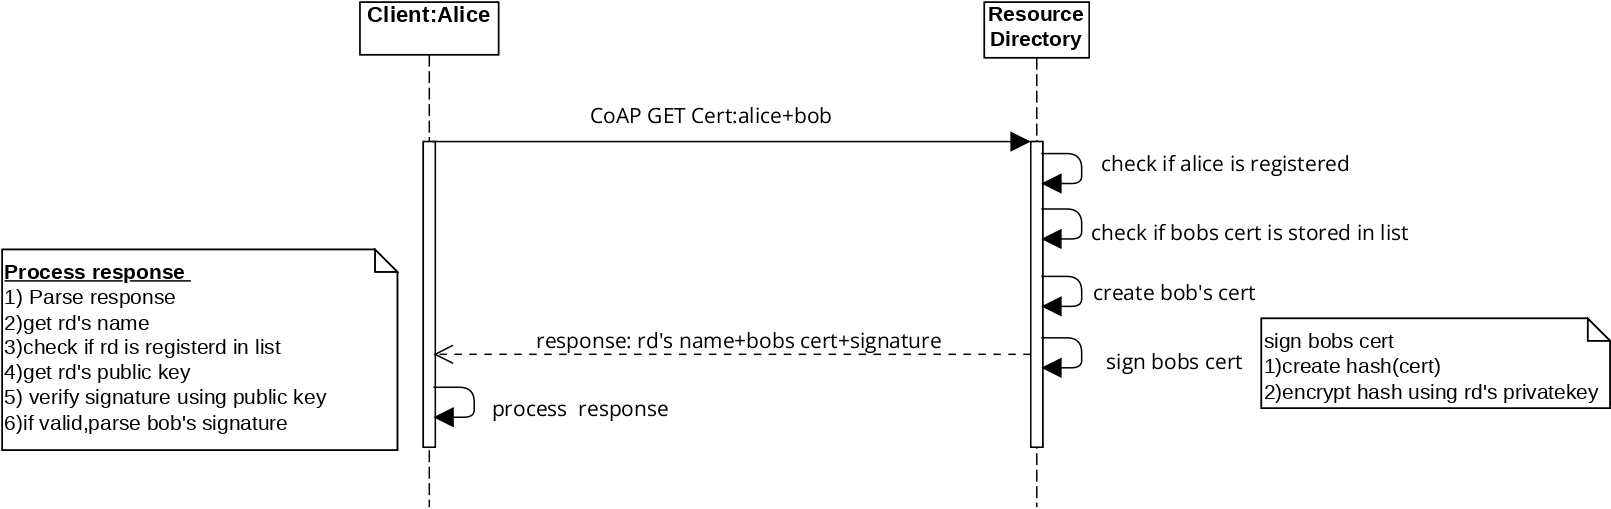 Client:Alice
Resource
Directory
CoAP GET Cert:alice+bob
check if alice is registered
check if bobs cert is stored in list
create bob's cert
response: rd's name+bobs cert+signature
sign bobs cert
process  response
Process response
1) Parse response
2)get rd's name
3)check if rd is registerd in list
4)get rd's public key
5) verify signature using public key
6)if valid,parse bob's signature
sign bobs cert
1)create hash(cert)
2)encrypt hash using rd's privatekey